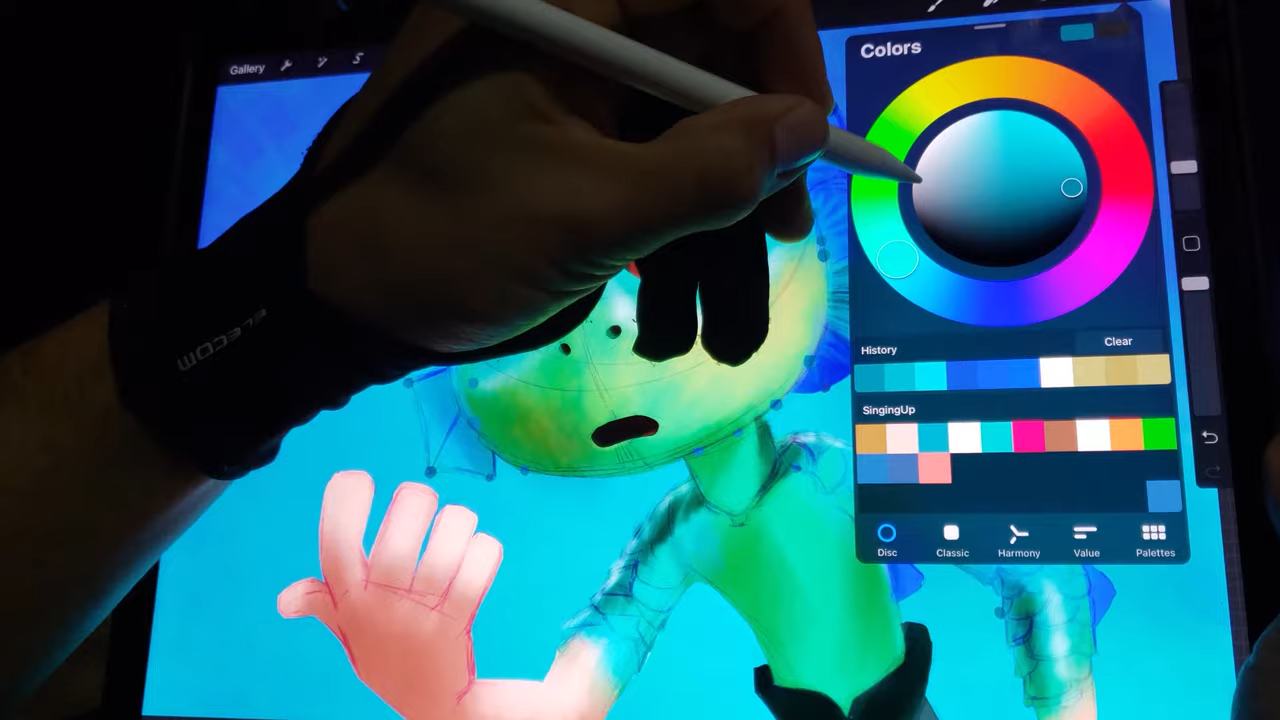 Gallery
Colors
History
Clear
SingingUp
Disc
Classic
Harmony
Value
Palettes
ELECOM